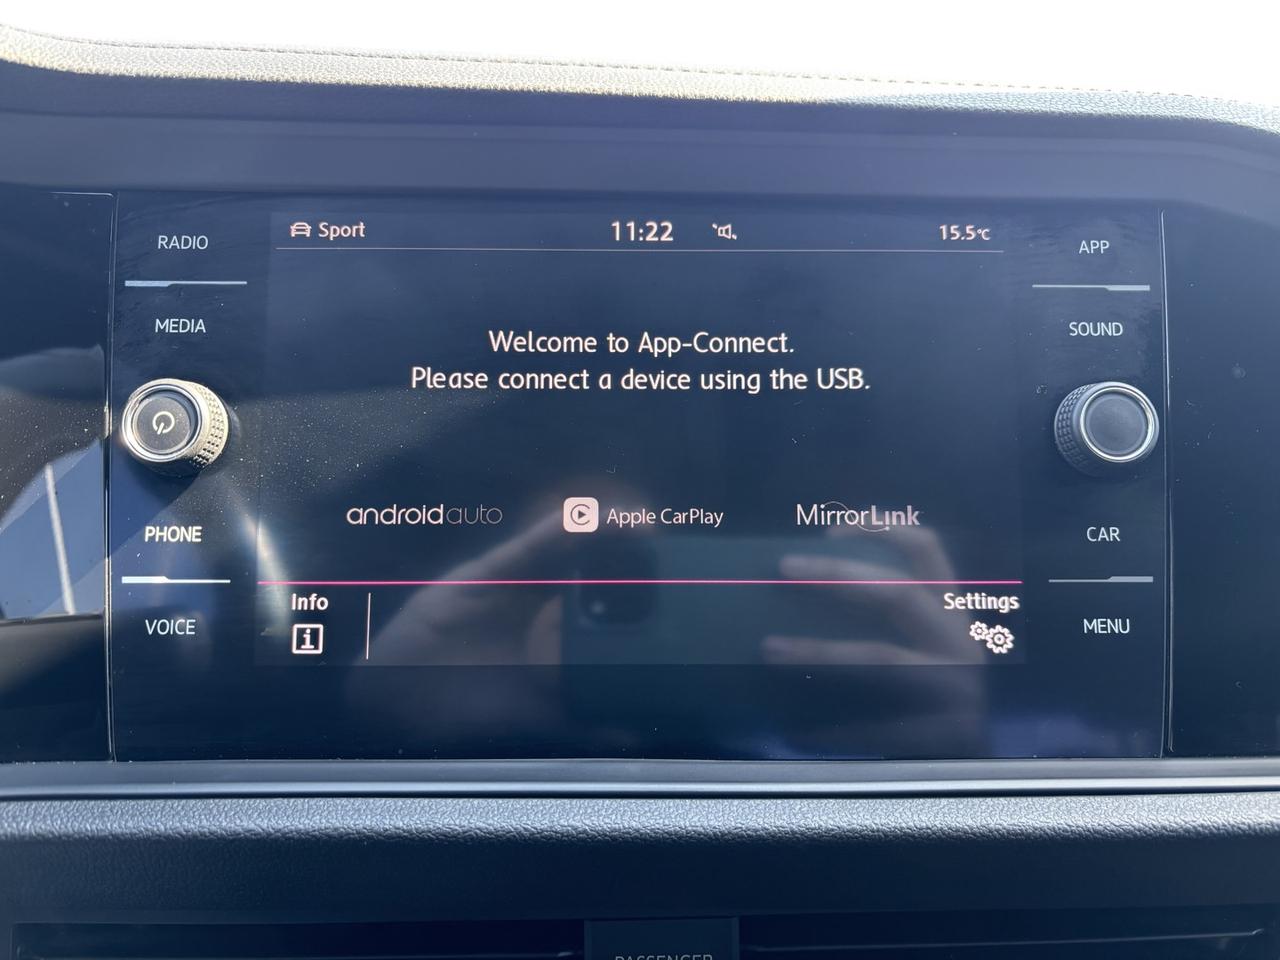 Sport 11:22 15.5°C
RADIO
MEDIA
PHONE
VOICE
Welcome to App-Connect.
Please connect a device using the USB.
androidauto Apple CarPlay MirrorLink
Info
Settings
APP
SOUND
CAR
MENU
PASSENGER